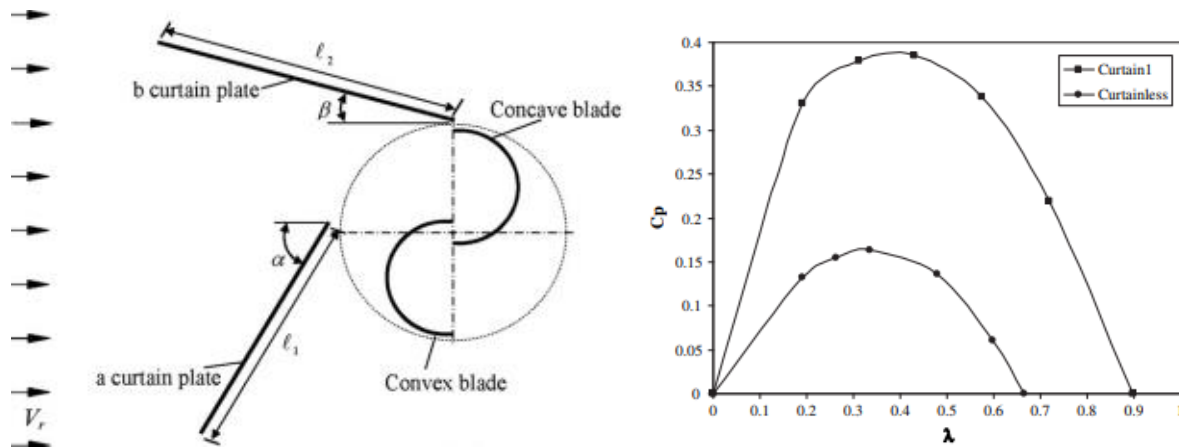 ℓ₂
b curtain plate
β
Concave blade
α
ℓ₁
a curtain plate
Convex blade
Vᵣ
0.4
0.35
0.3
0.25
0.2
0.15
0.1
0.05
0
Cp
Curtain1
Curtainless
0 0.1 0.2 0.3 0.4 0.5 0.6 0.7 0.8 0.9 1
λ